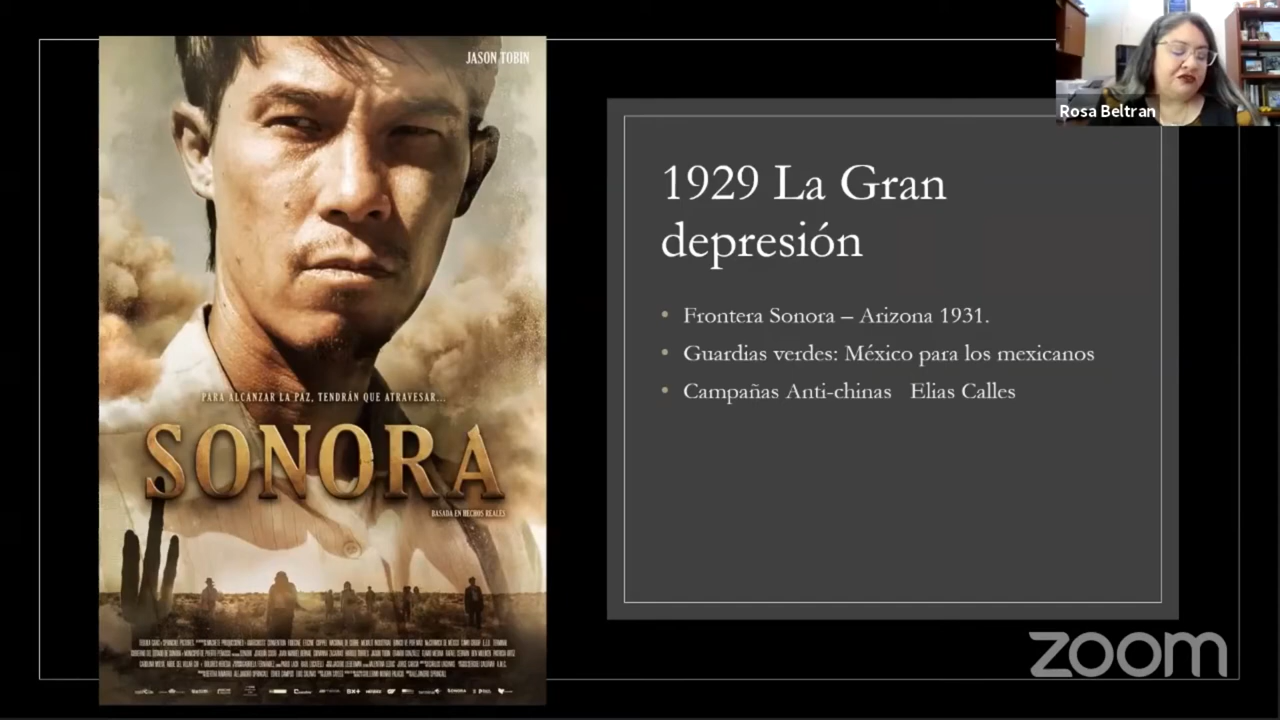 JASON TOBIN
PARA ALCANZAR LA PAZ, TENDRÁN QUE ATRAVESAR...
SONORA
BASADA EN HECHOS REALES
Rosa Beltran
1929 La Gran
depresión
• Frontera Sonora – Arizona 1931.
• Guardias verdes: México para los mexicanos
• Campañas Anti-chinas Elias Calles
zoom